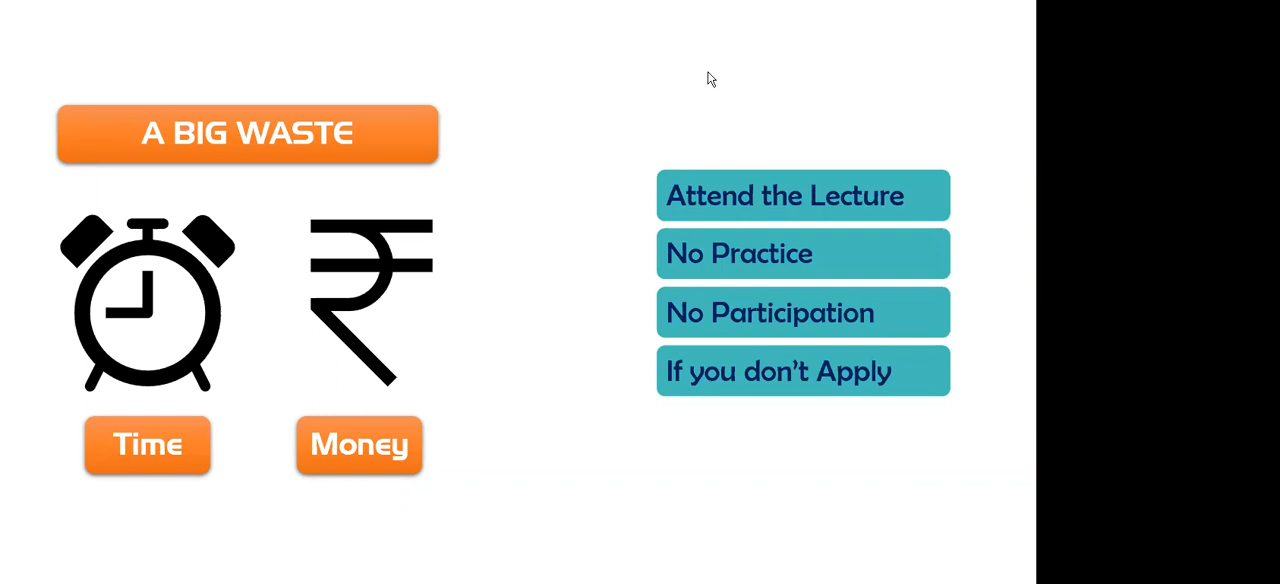 A BIG WASTE
₹
Time
Money
Attend the Lecture
No Practice
No Participation
If you don't Apply